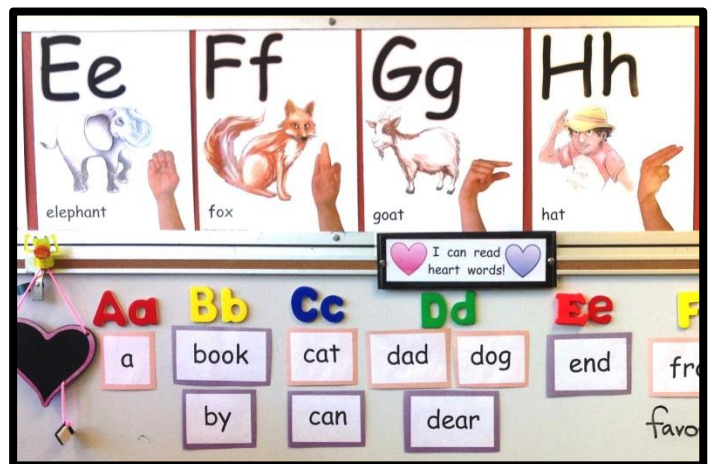 Ee Ff Gg Hh
elephant fox goat hat
I can read
heart words!
Aa Bb Cc Dd Ee F
a book cat dad dog end
by can dear